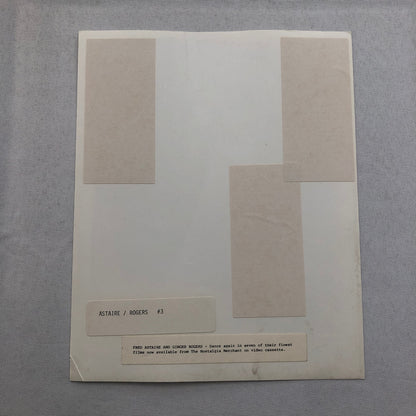 ASTAIRE / ROGERS #3
FRED ASTAIRE AND GINGER ROGERS - Dance again in seven of their finest
films now available from The Nostalgia Merchant on video cassette.